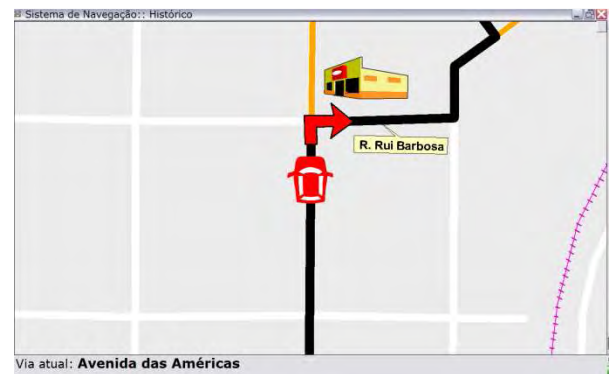 Sistema de Navegação:: Histórico
R. Rui Barbosa
Via atual: Avenida das Américas